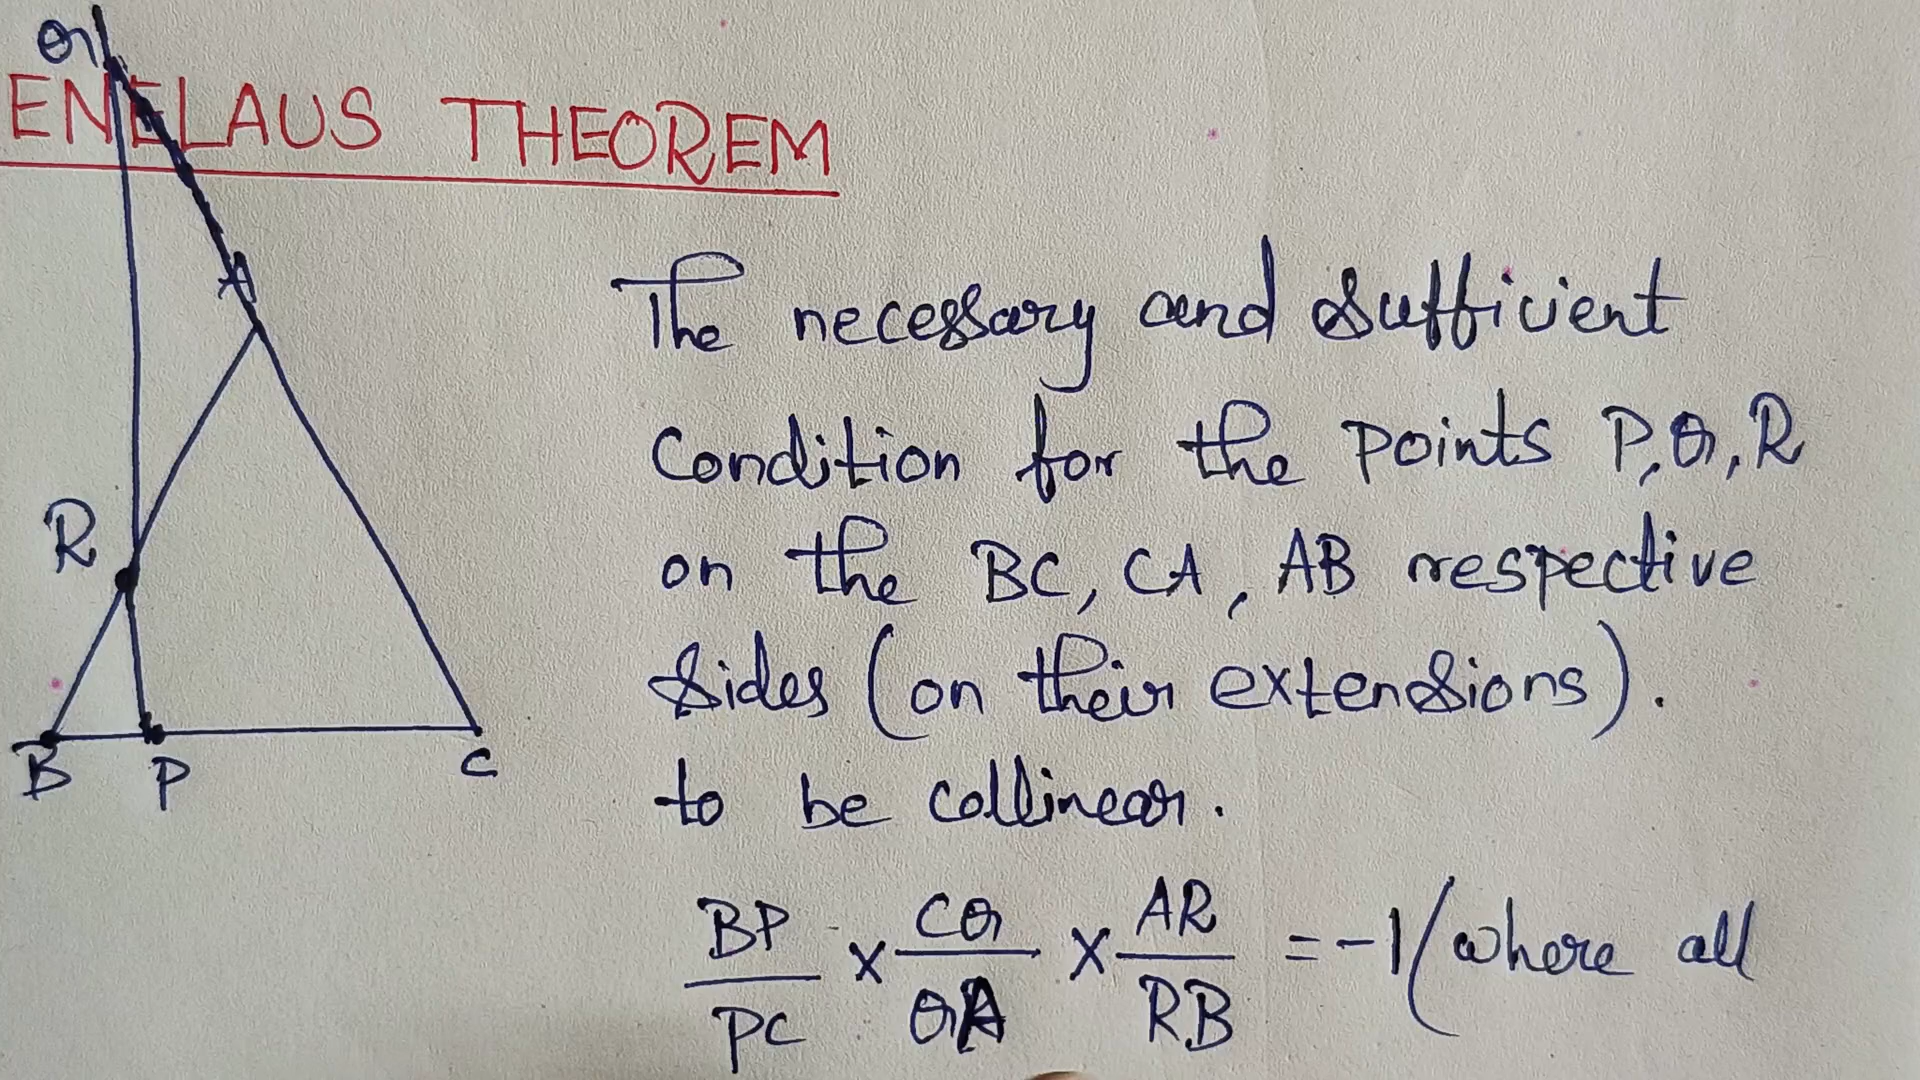 Q
ENELAUS THEOREM
A
The necessary and sufficient
Condition for the points P,Q,R
R
on the BC, CA, AB respective
sides (on their extensions).
B P C
to be collinear.
BP/PC × CQ/QA × AR/RB = -1 (where all